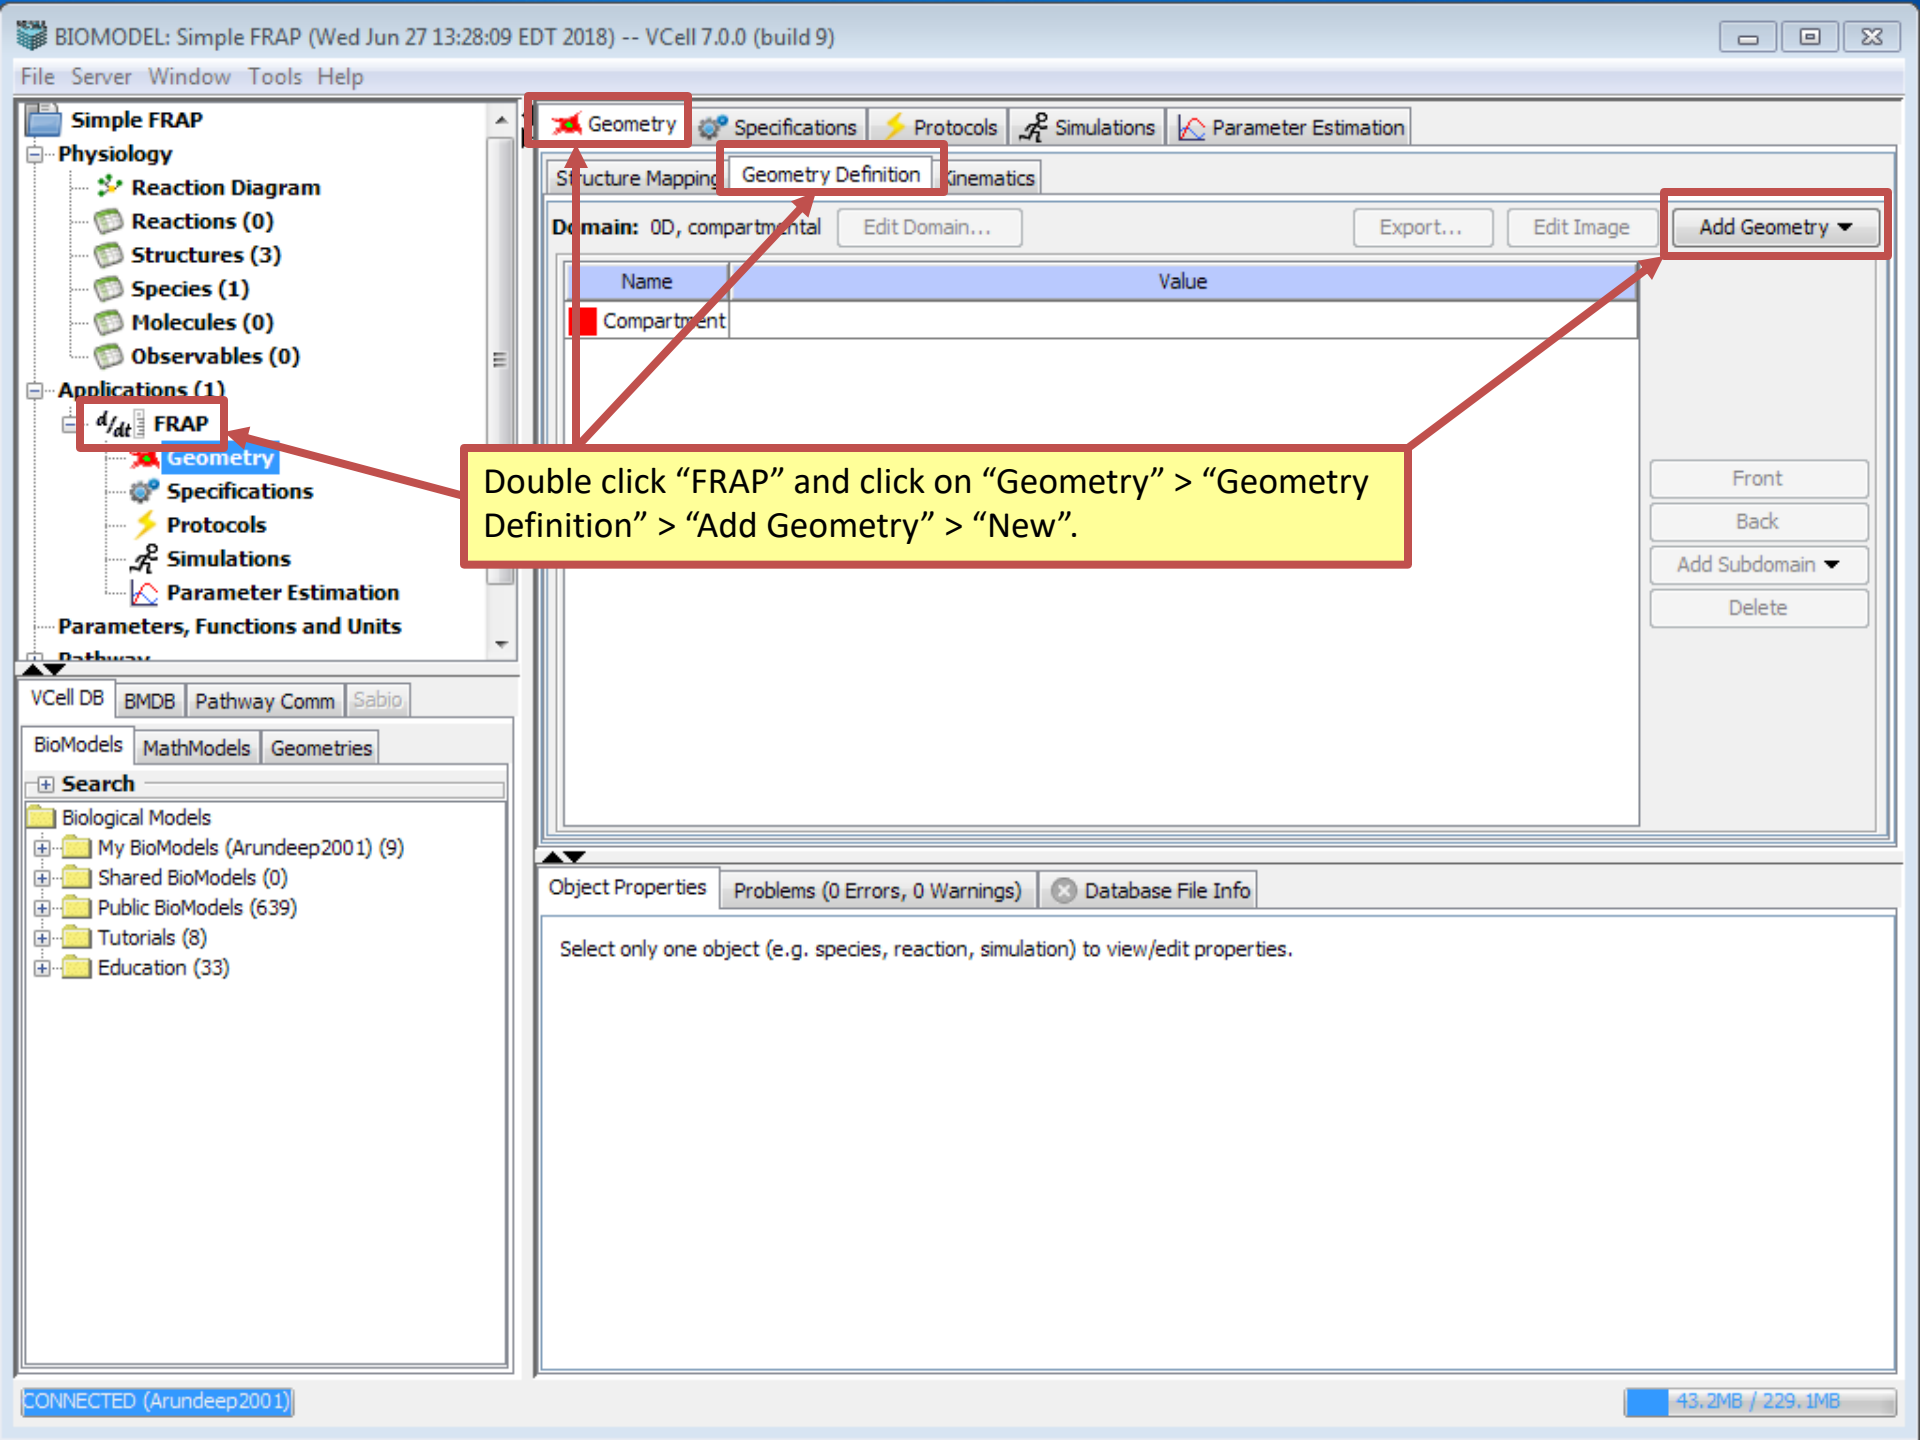 BIOMODEL: Simple FRAP (Wed Jun 27 13:28:09 EDT 2018) -- VCell 7.0.0 (build 9)
File Server Window Tools Help
Simple FRAP
Physiology
Reaction Diagram
Reactions (0)
Structures (3)
Species (1)
Molecules (0)
Observables (0)
Applications (1)
d/dt FRAP
Geometry
Specifications
Protocols
Simulations
Parameter Estimation
Parameters, Functions and Units
Pathway
VCell DB BMDB Pathway Comm Sabio
BioModels MathModels Geometries
Search
Biological Models
My BioModels (Arundeep2001) (9)
Shared BioModels (0)
Public BioModels (639)
Tutorials (8)
Education (33)
Geometry Specifications Protocols Simulations Parameter Estimation
Structure Mapping Geometry Definition Kinematics
Domain: 0D, compartmental Edit Domain... Export... Edit Image Add Geometry
Name Value
Compartment
Double click “FRAP” and click on “Geometry” > “Geometry
Definition” > “Add Geometry” > “New”.
Front
Back
Add Subdomain
Delete
Object Properties Problems (0 Errors, 0 Warnings) Database File Info
Select only one object (e.g. species, reaction, simulation) to view/edit properties.
CONNECTED (Arundeep2001)
43.2MB / 229.1MB